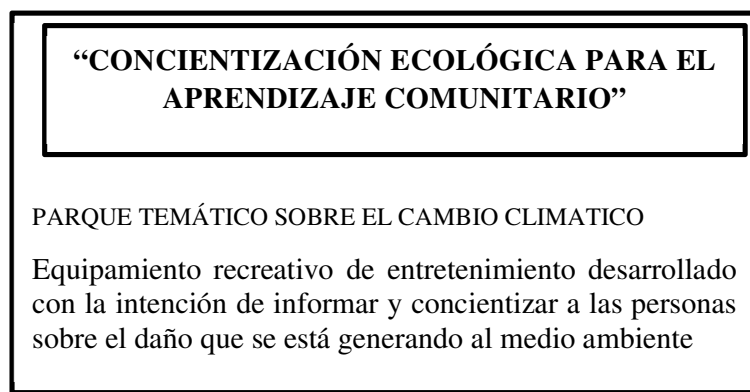 “CONCIENTIZACIÓN ECOLÓGICA PARA EL
APRENDIZAJE COMUNITARIO”
PARQUE TEMÁTICO SOBRE EL CAMBIO CLIMATICO
Equipamiento recreativo de entretenimiento desarrollado
con la intención de informar y concientizar a las personas
sobre el daño que se está generando al medio ambiente